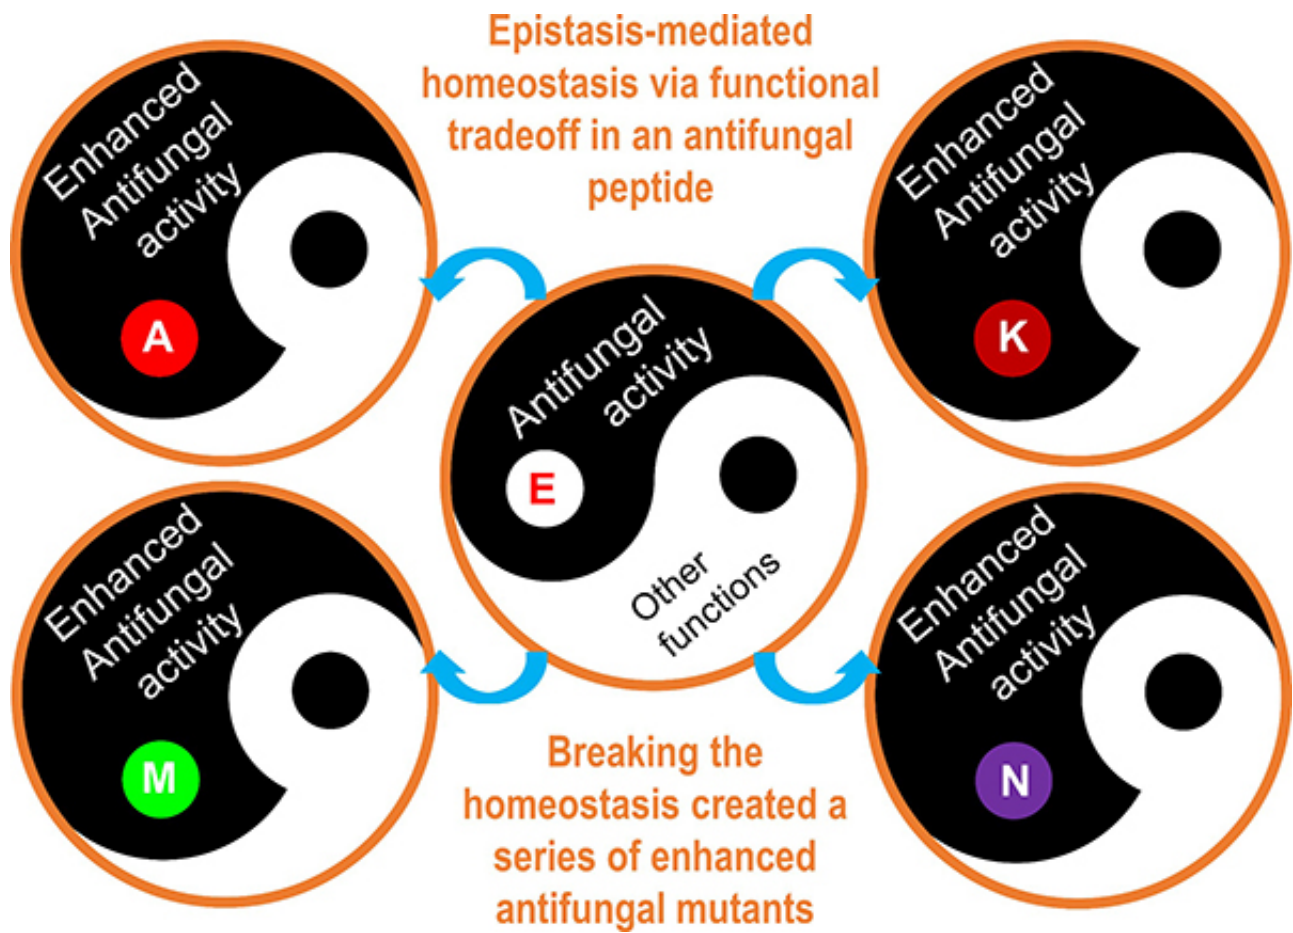 Epistasis-mediated
homeostasis via functional
tradeoff in an antifungal
peptide
Enhanced
Antifungal
activity
A
Enhanced
Antifungal
activity
K
Antifungal
activity
E
Other
functions
Enhanced
Antifungal
activity
M
Enhanced
Antifungal
activity
N
Breaking the
homeostasis created a
series of enhanced
antifungal mutants